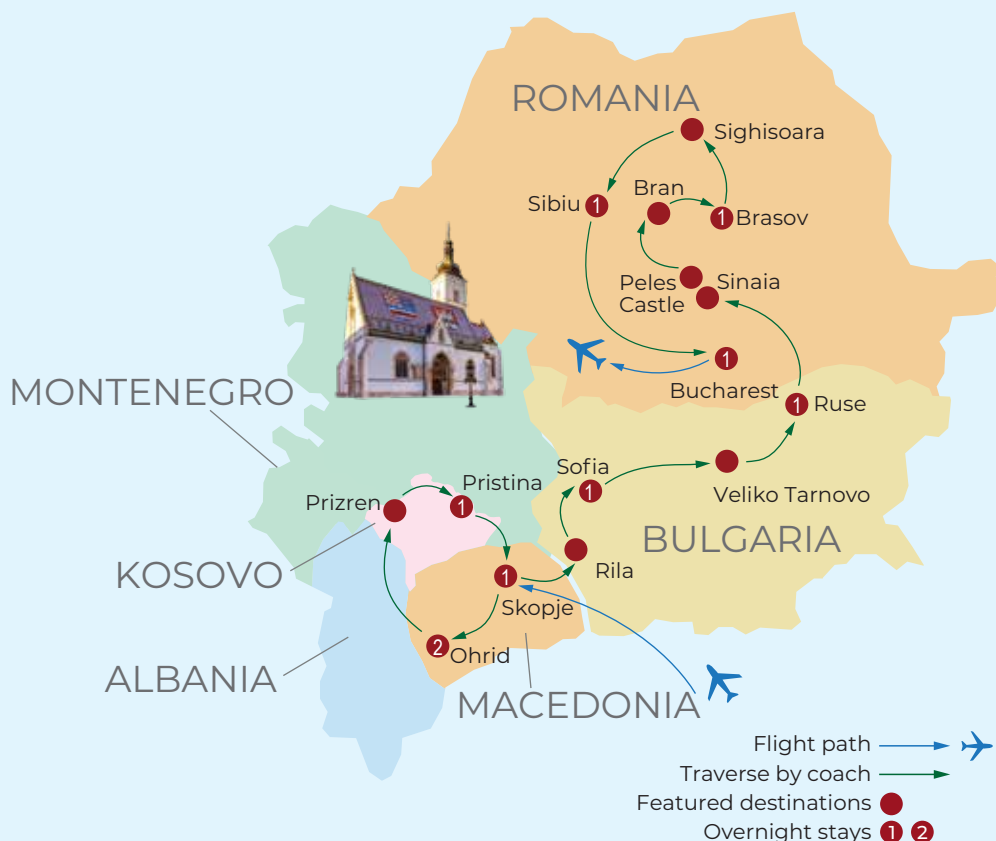 ROMANIA
Sighisoara
Bran
Sibiu
1
1
Brasov
Peles
Castle
Sinaia
1
Bucharest
MONTENEGRO
1
Ruse
Sofia
1
Pristina
Prizren
1
Veliko Tarnovo
BULGARIA
KOSOVO
Rila
1
Skopje
2
Ohrid
ALBANIA
MACEDONIA
Flight path
Traverse by coach
Featured destinations
Overnight stays 1 2